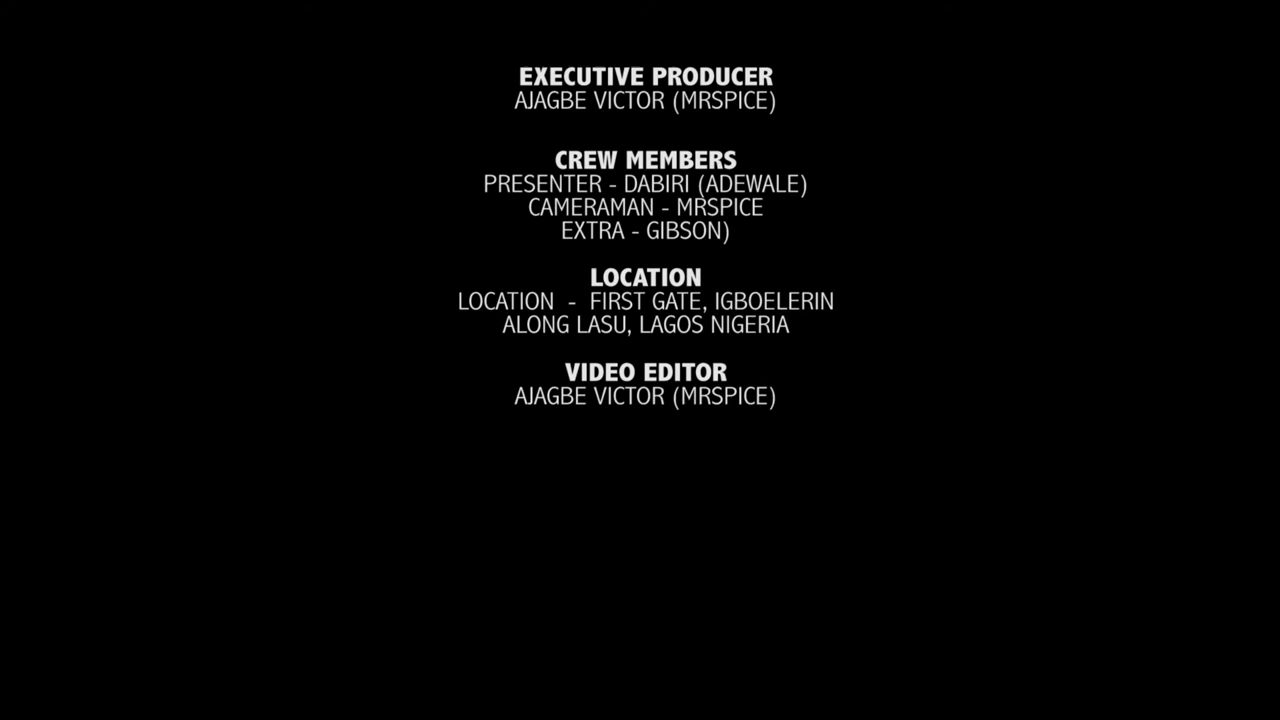 EXECUTIVE PRODUCER
AJAGBE VICTOR (MRSPICE)
CREW MEMBERS
PRESENTER - DABIRI (ADEWALE)
CAMERAMAN - MRSPICE
EXTRA - GIBSON)
LOCATION
LOCATION  -  FIRST GATE, IGBOELERIN
ALONG LASU, LAGOS NIGERIA
VIDEO EDITOR
AJAGBE VICTOR (MRSPICE)